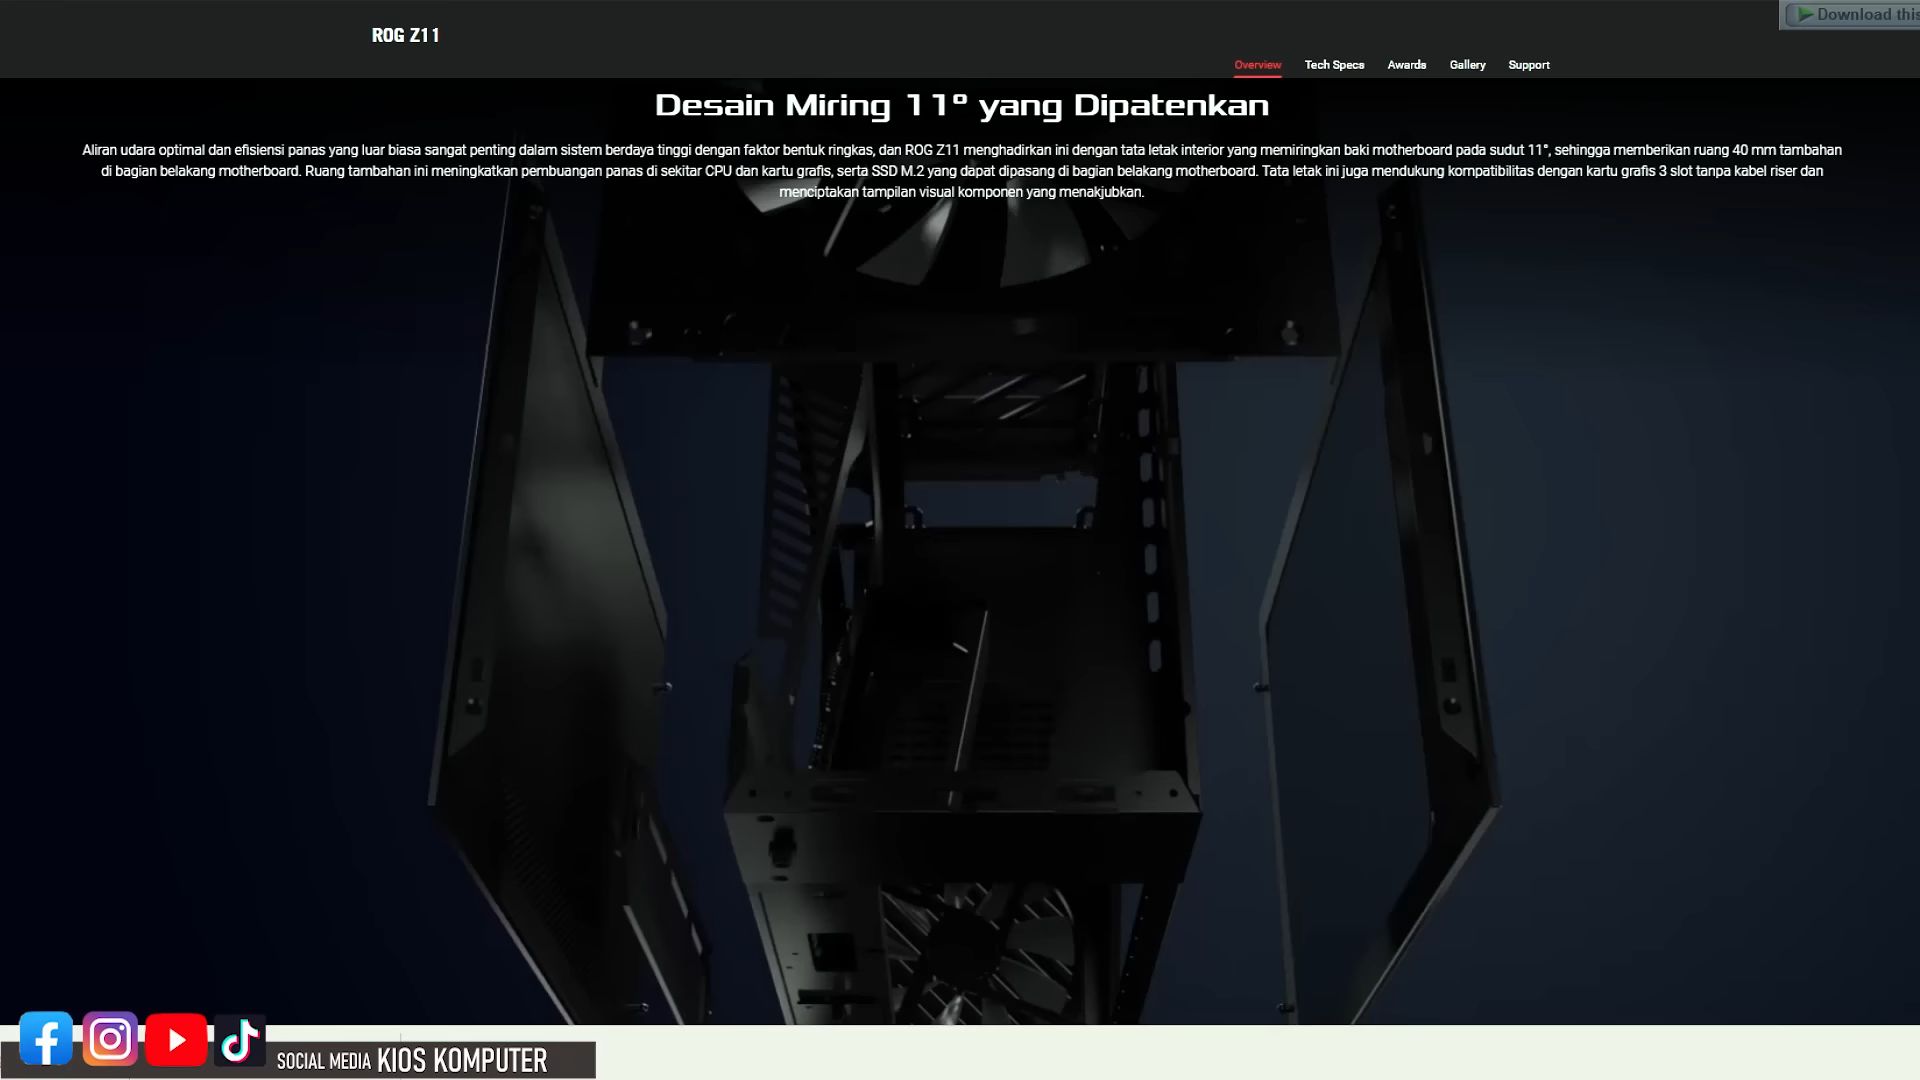 ROG Z11
Download this
Overview Tech Specs Awards Gallery Support
Desain Miring 11° yang Dipatenkan
Aliran udara optimal dan efisiensi panas yang luar biasa sangat penting dalam sistem berdaya tinggi dengan faktor bentuk ringkas, dan ROG Z11 menghadirkan ini dengan tata letak interior yang memiringkan baki motherboard pada sudut 11°, sehingga memberikan ruang 40 mm tambahan
di bagian belakang motherboard. Ruang tambahan ini meningkatkan pembuangan panas di sekitar CPU dan kartu grafis, serta SSD M.2 yang dapat dipasang di bagian belakang motherboard. Tata letak ini juga mendukung kompatibilitas dengan kartu grafis 3 slot tanpa kabel riser dan
menciptakan tampilan visual komponen yang menakjubkan.
SOCIAL MEDIA KIOS KOMPUTER